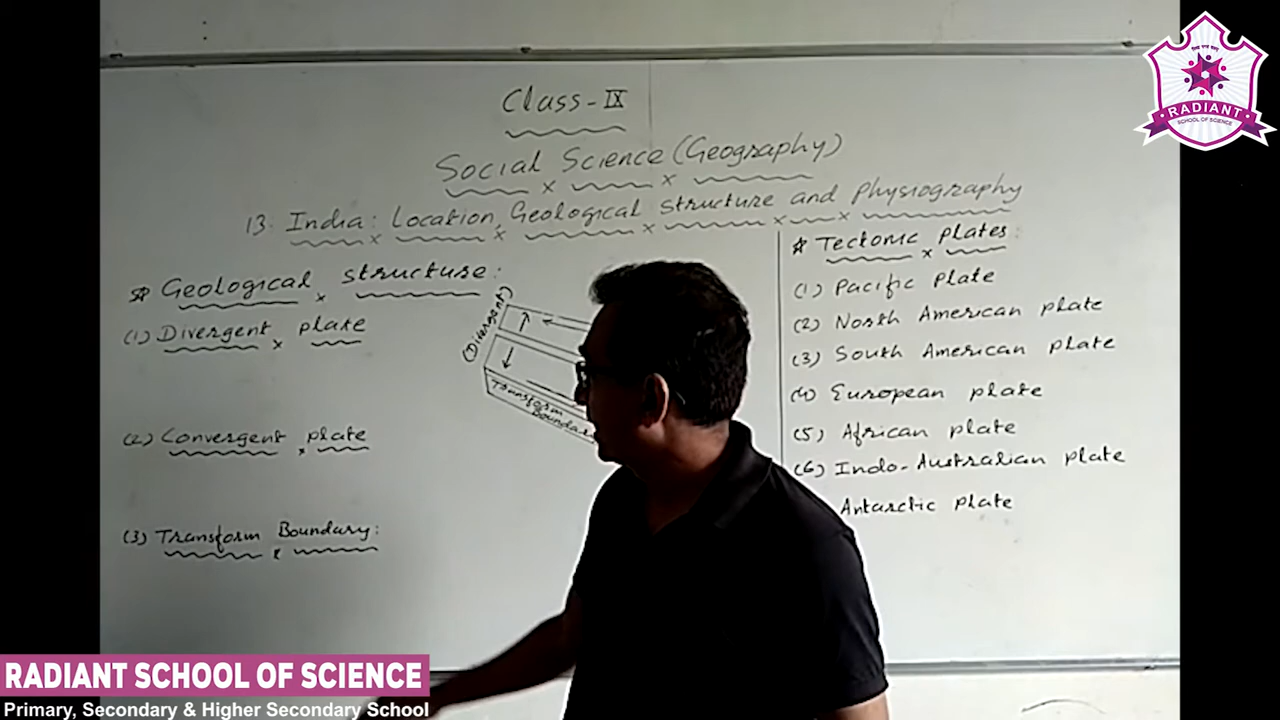 Class-IX
Social Science (Geography)
13. India: Location, Geological structure and Physiography
Geological structure:
(1) Divergent plate
(2) Convergent plate
(3) Transform Boundary:
(Divergent)
Transform
Boundar
Tectonic plates:
(1) Pacific plate
(2) North American plate
(3) South American plate
(4) European plate
(5) African plate
(6) Indo-Australian plate
Antarctic plate
RADIANT
SCHOOL OF SCIENCE
RADIANT SCHOOL OF SCIENCE
Primary, Secondary & Higher Secondary School